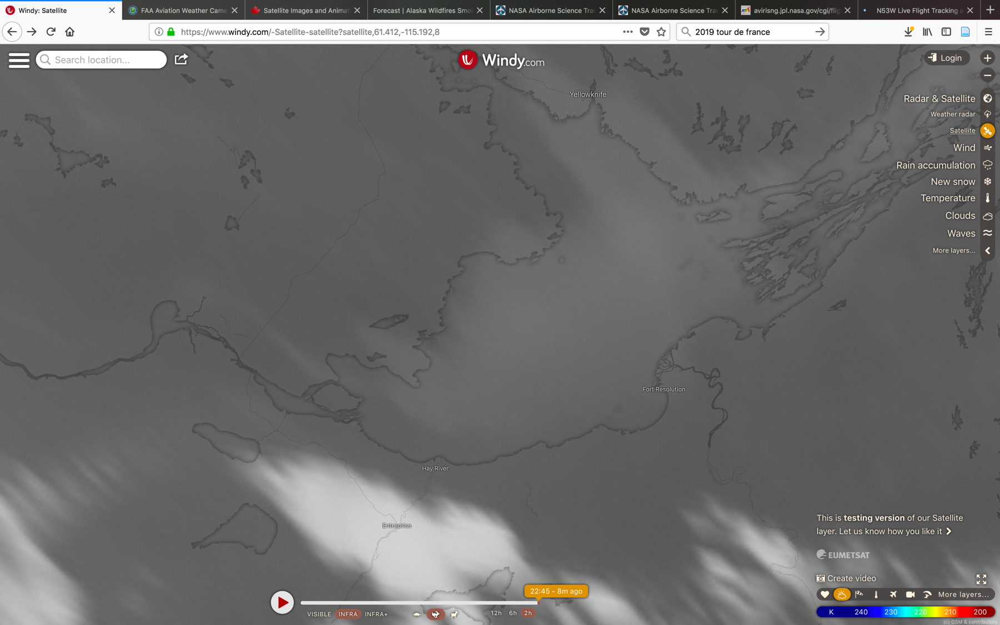 Windy: Satellite
FAA Aviation Weather Came
Satellite Images and Animat
Forecast | Alaska Wildfires Smo
NASA Airborne Science Tra
NASA Airborne Science Tra
avirisng.jpl.nasa.gov/cgi/flig
N53W Live Flight Tracking a
https://www.windy.com/-Satellite-satellite?satellite,61.412,-115.192,8
2019 tour de france
Search location...
Windy.com
Login
Yellowknife
Radar & Satellite
Weather radar
Satellite
Wind
Rain accumulation
New snow
Temperature
Clouds
Waves
More layers...
Fort Resolution
Hay River
Enterprise
This is testing version of our Satellite
layer. Let us know how you like it
EUMETSAT
Create video
22:45 - 8m ago
More layers...
VISIBLE INFRA INFRA+
12h 6h 2h
K 240 230 220 210 200
(c) OSM & contributors